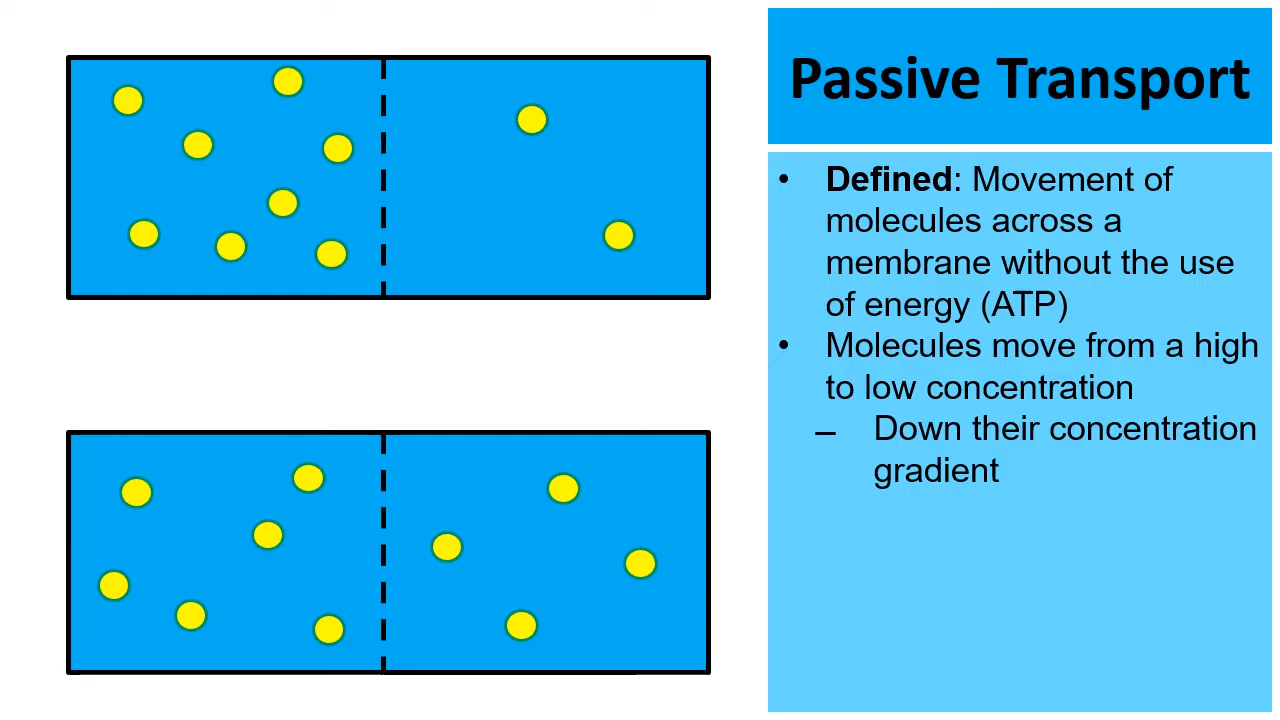 Passive Transport
• Defined: Movement of
molecules across a
membrane without the use
of energy (ATP)
• Molecules move from a high
to low concentration
– Down their concentration
gradient